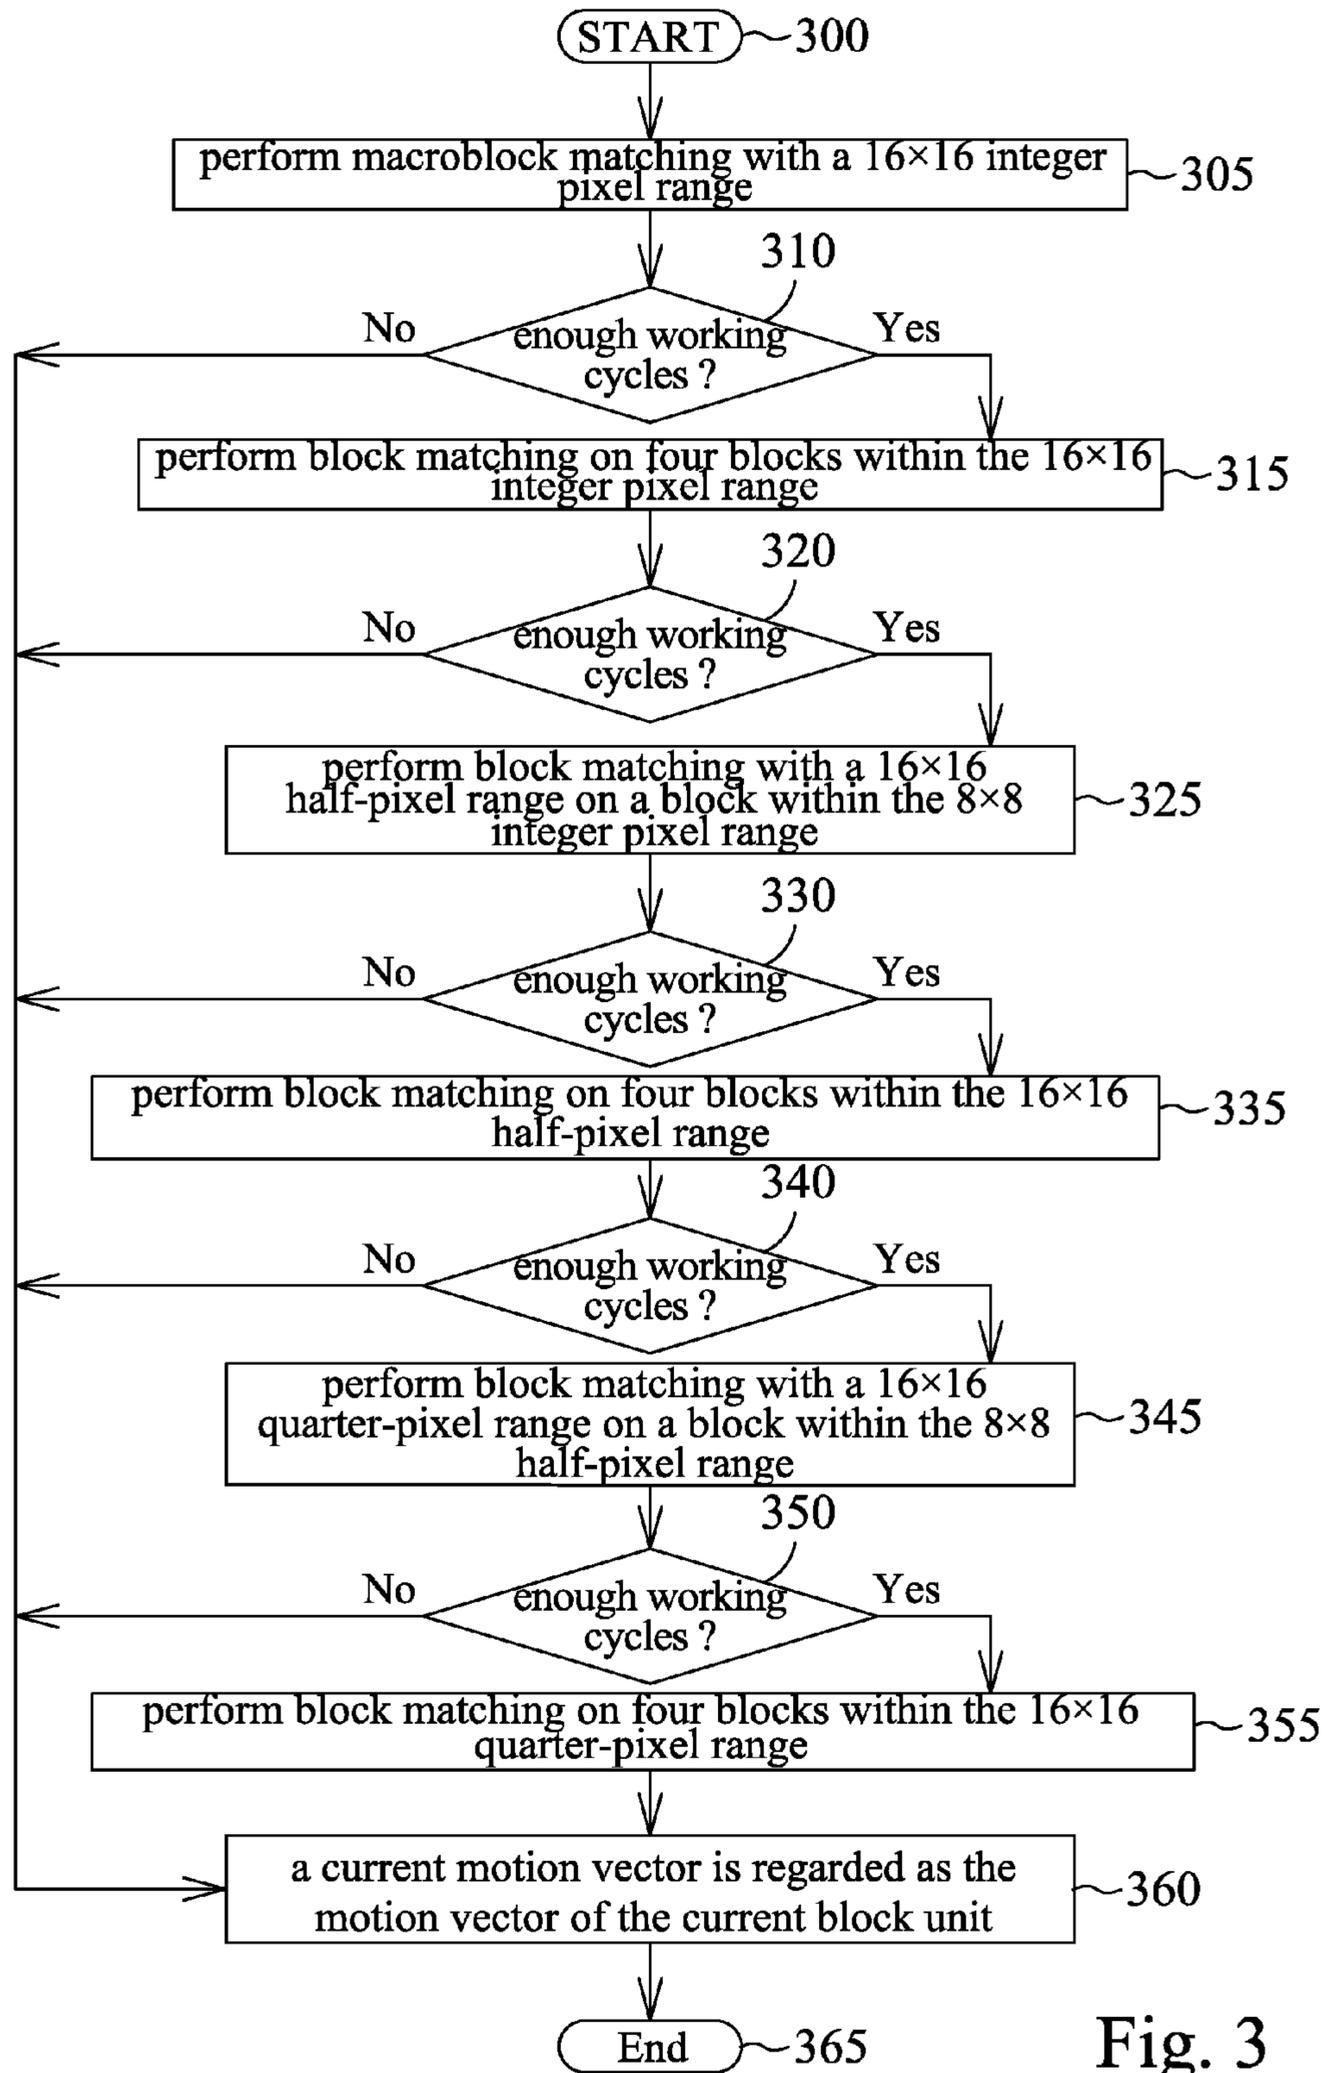 START 300
perform macroblock matching with a 16×16 integer
pixel range
305
310
No
enough working
cycles ?
Yes
perform block matching on four blocks within the 16×16
integer pixel range
315
320
No
enough working
cycles ?
Yes
perform block matching with a 16×16
half-pixel range on a block within the 8×8
integer pixel range
325
330
No
enough working
cycles ?
Yes
perform block matching on four blocks within the 16×16
half-pixel range
335
340
No
enough working
cycles ?
Yes
perform block matching with a 16×16
quarter-pixel range on a block within the 8×8
half-pixel range
345
350
No
enough working
cycles ?
Yes
perform block matching on four blocks within the 16×16
quarter-pixel range
355
a current motion vector is regarded as the
motion vector of the current block unit
360
End 365
Fig. 3